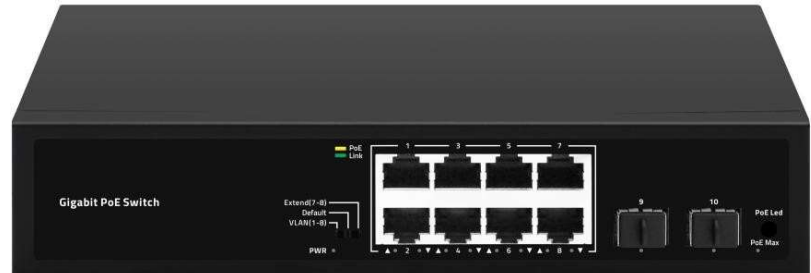 PoE
Link
1 3 5 7
Gigabit PoE Switch
Extend(7-8)
Default
VLAN(1-8)
9 10
PoE Led
PoE Max
PWR
2 4 6 8